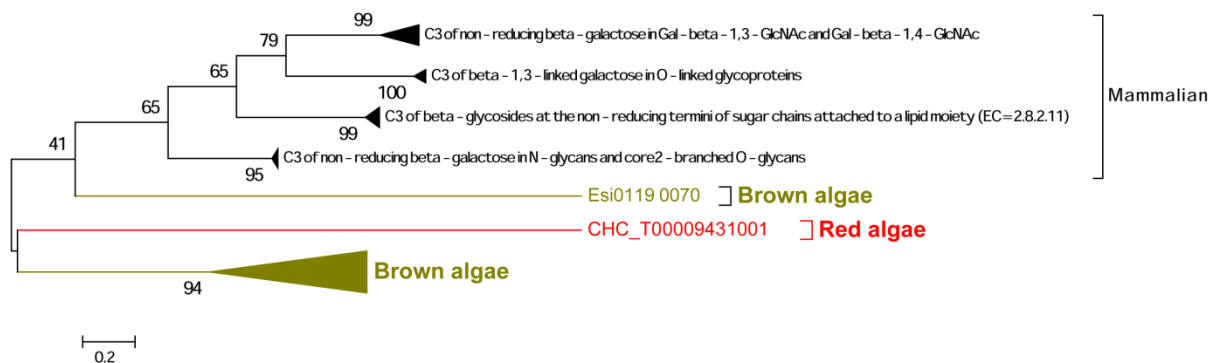 99
C3 of non - reducing beta - galactose in Gal - beta - 1,3 - GlcNAc and Gal - beta - 1,4 - GlcNAc
79
C3 of beta - 1,3 - linked galactose in O - linked glycoproteins
100
65
Mammalian
C3 of beta - glycosides at the non - reducing termini of sugar chains attached to a lipid moiety (EC = 2.8.2.11)
65
99
C3 of non - reducing beta - galactose in N - glycans and core2 - branched O - glycans
41
95
Esi0119 0070 Brown algae
CHC_T00009431001 Red algae
Brown algae
94
0,2